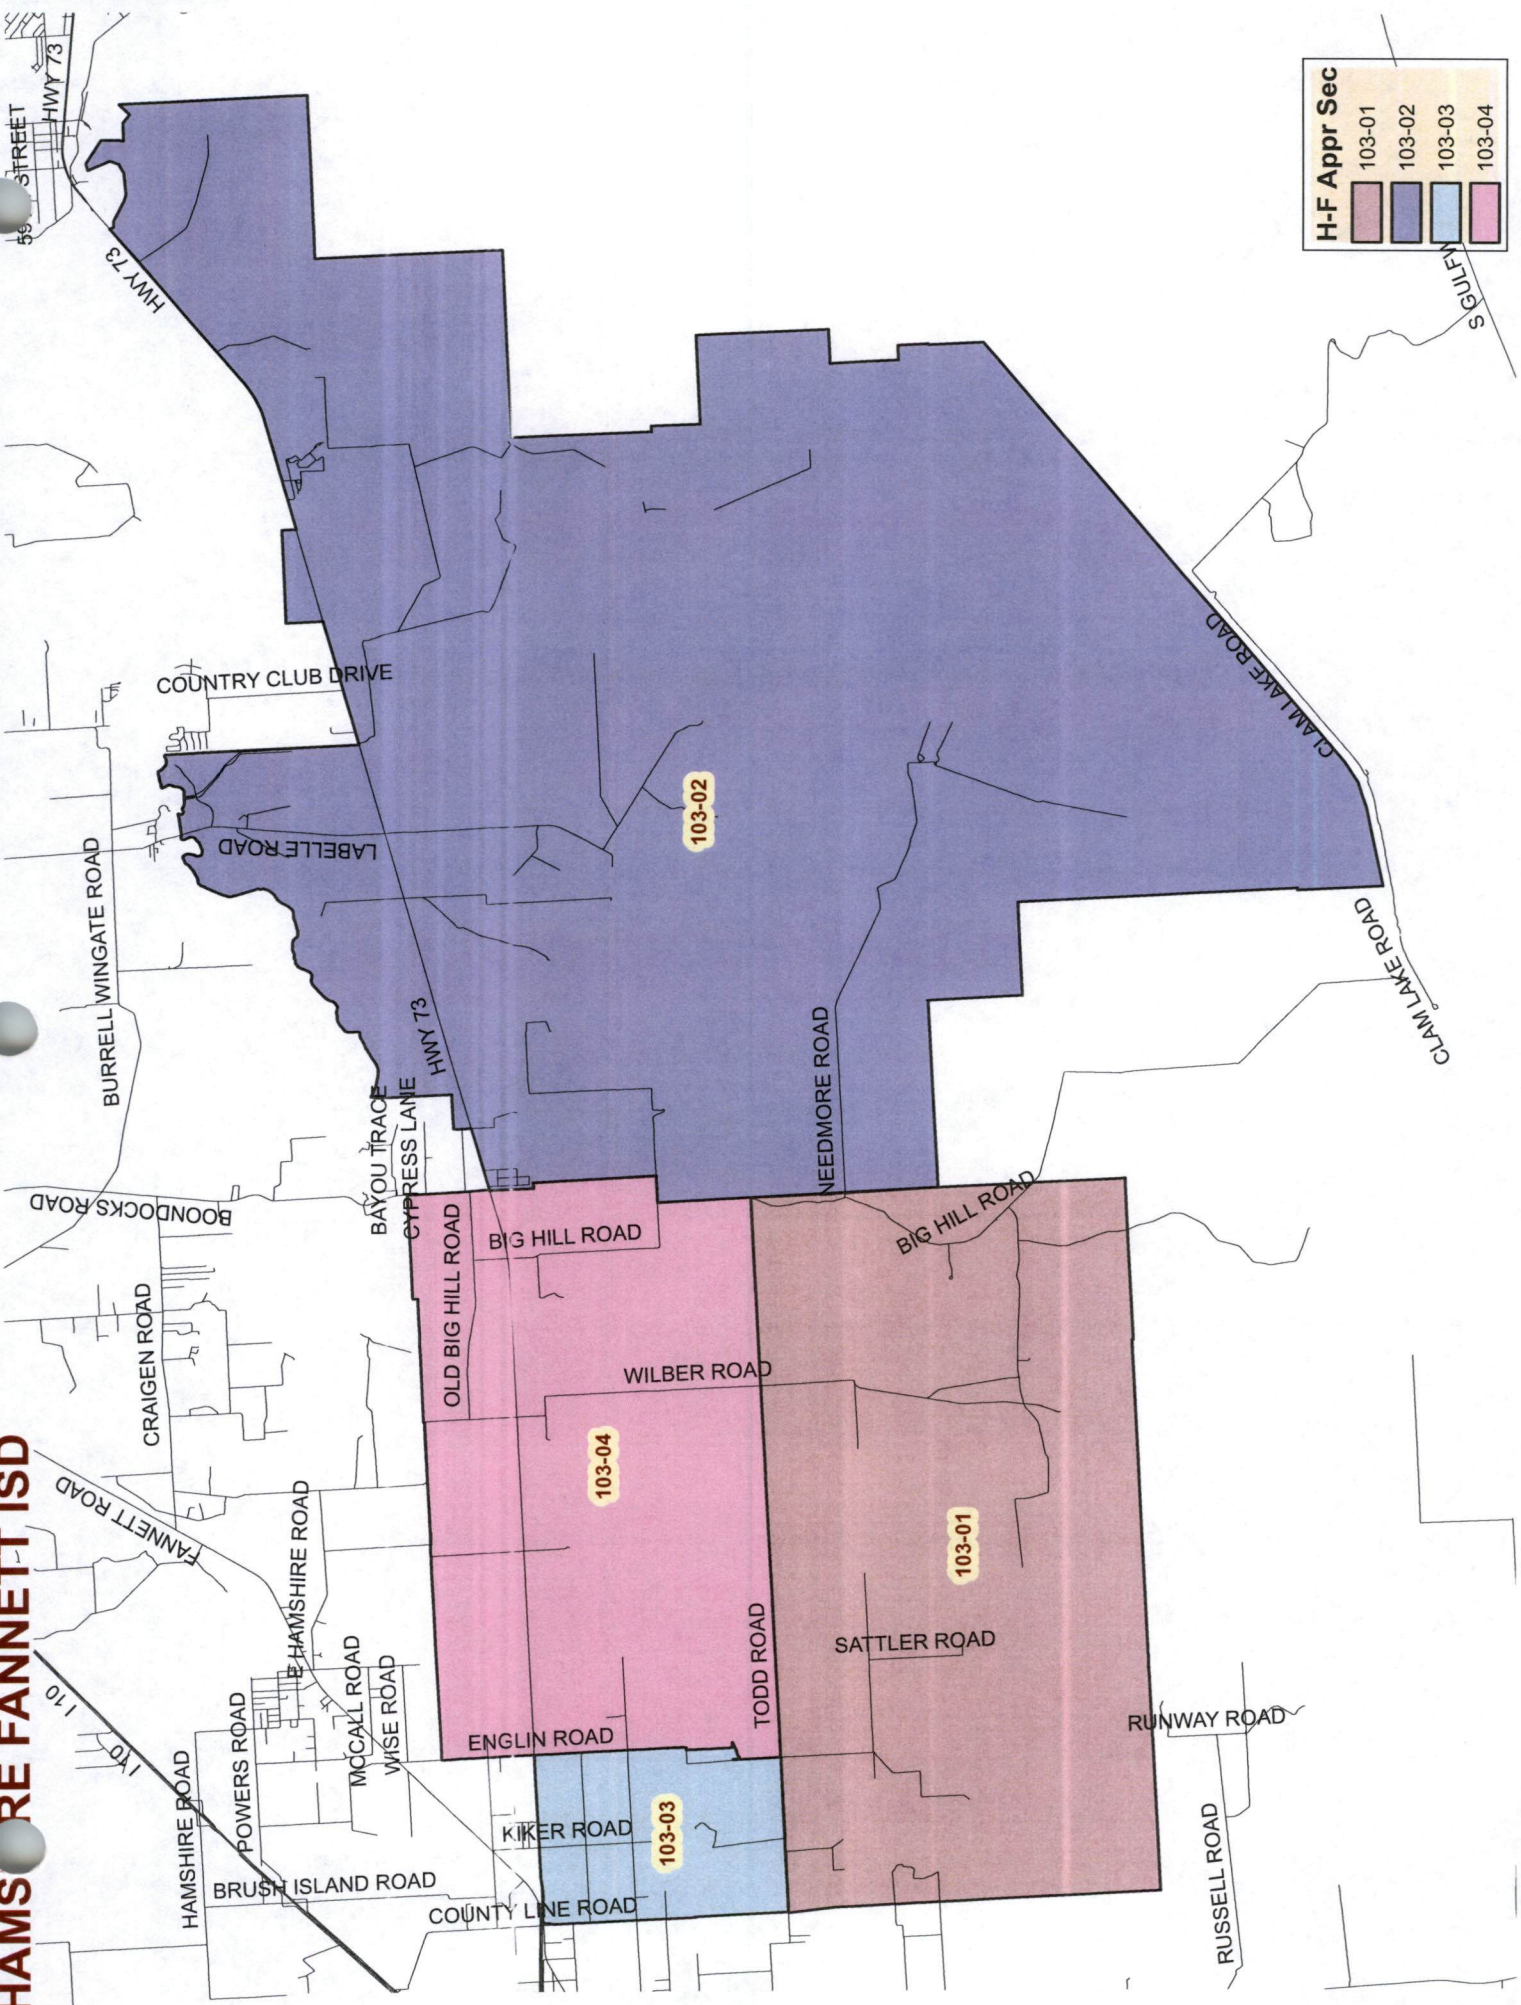 HAMS RE FANNETT ISD
H-F Appr Sec
103-01
103-02
103-03
103-04
I 10
I 10
HAMSHIRE ROAD
POWERS ROAD
BRUSH ISLAND ROAD
COUNTY LINE ROAD
KIKER ROAD
103-03
MCCALL ROAD
WISE ROAD
E HAMSHIRE ROAD
FANNETT ROAD
CRAIGEN ROAD
BOONDOCKS ROAD
BURRELL WINGATE ROAD
BAYOU TRACE
CYPRESS LANE
ENGLIN ROAD
TODD ROAD
103-04
OLD BIG HILL ROAD
BIG HILL ROAD
WILBER ROAD
HWY 73
LABELLE ROAD
COUNTRY CLUB DRIVE
HWY 73
HWY 73
STREET
103-02
NEEDMORE ROAD
BIG HILL ROAD
103-01
SATTLER ROAD
RUNWAY ROAD
RUSSELL ROAD
CLAM LAKE ROAD
CLAM LAKE ROAD
S GULFW